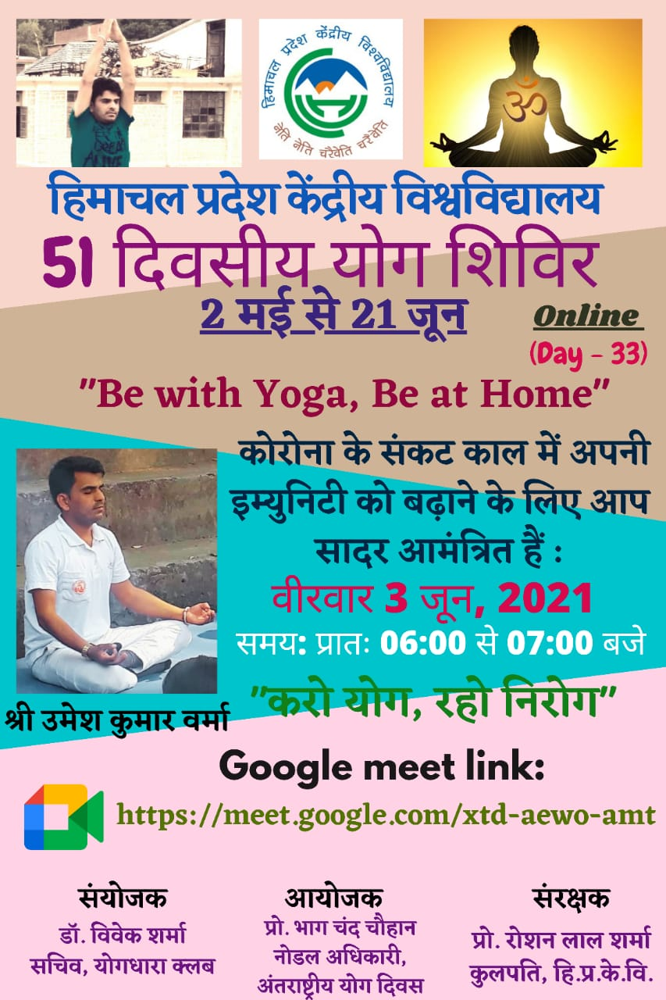 हिमाचल प्रदेश केंद्रीय विश्वविद्यालय
नेति नेति चरैवेति चरैवेति
ॐ
हिमाचल प्रदेश केंद्रीय विश्वविद्यालय
51 दिवसीय योग शिविर
2 मई से 21 जून
Online
(Day - 33)
"Be with Yoga, Be at Home"
कोरोना के संकट काल में अपनी
इम्युनिटी को बढ़ाने के लिए आप
सादर आमंत्रित हैं :
वीरवार 3 जून, 2021
समय: प्रातः 06:00 से 07:00 बजे
"करो योग, रहो निरोग"
श्री उमेश कुमार वर्मा
Google meet link:
https://meet.google.com/xtd-aewo-amt
संयोजक
डॉ. विवेक शर्मा
सचिव, योगधारा क्लब
आयोजक
प्रो. भाग चंद चौहान
नोडल अधिकारी,
अंतराष्ट्रीय योग दिवस
संरक्षक
प्रो. रोशन लाल शर्मा
कुलपति, हि.प्र.के.वि.